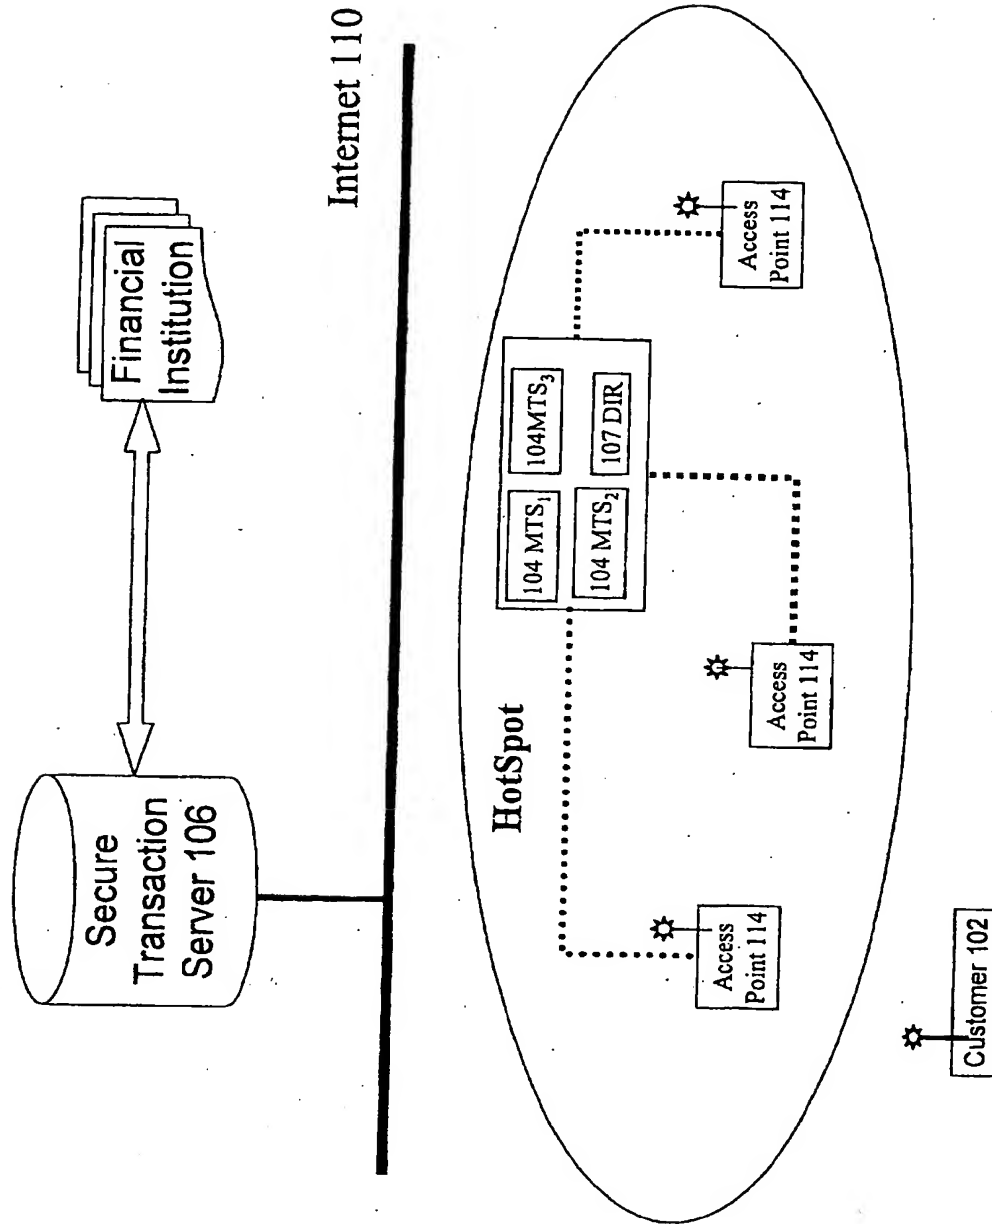 Secure
Transaction
Server 106
Financial
Institution
Internet 110
HotSpot
104 MTS1
104MTS3
104 MTS2
107 DIR
Access
Point 114
Access
Point 114
Access
Point 114
Customer 102